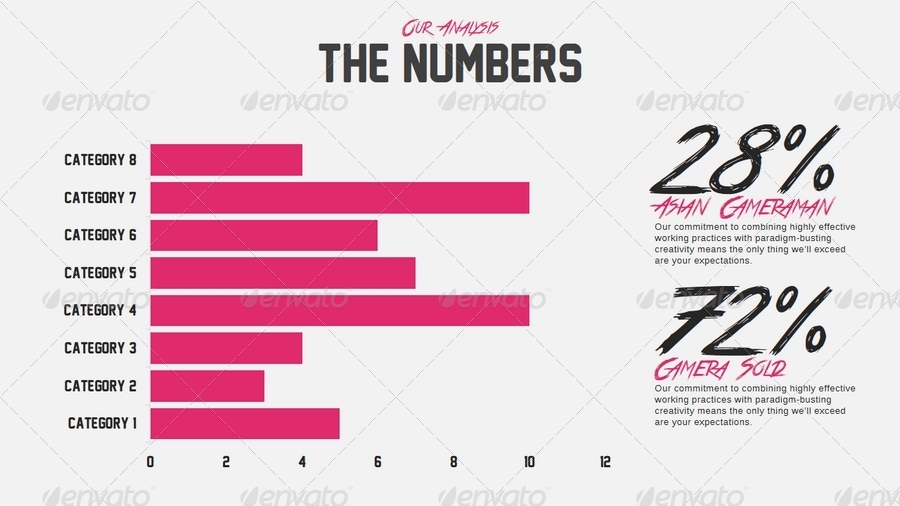 Our Analysis
THE NUMBERS
envato envato envato envato envato
CATEGORY 8
CATEGORY 7
CATEGORY 6
CATEGORY 5
CATEGORY 4
CATEGORY 3
CATEGORY 2
CATEGORY 1
0 2 4 6 8 10 12
28%
Asian Cameraman
Our commitment to combining highly effective
working practices with paradigm-busting
creativity means the only thing we'll exceed
are your expectations.
envato envato envato envato envato
72%
Camera Sold
Our commitment to combining highly effective
working practices with paradigm-busting
creativity means the only thing we'll exceed
are your expectations.
envato envato envato envato envato